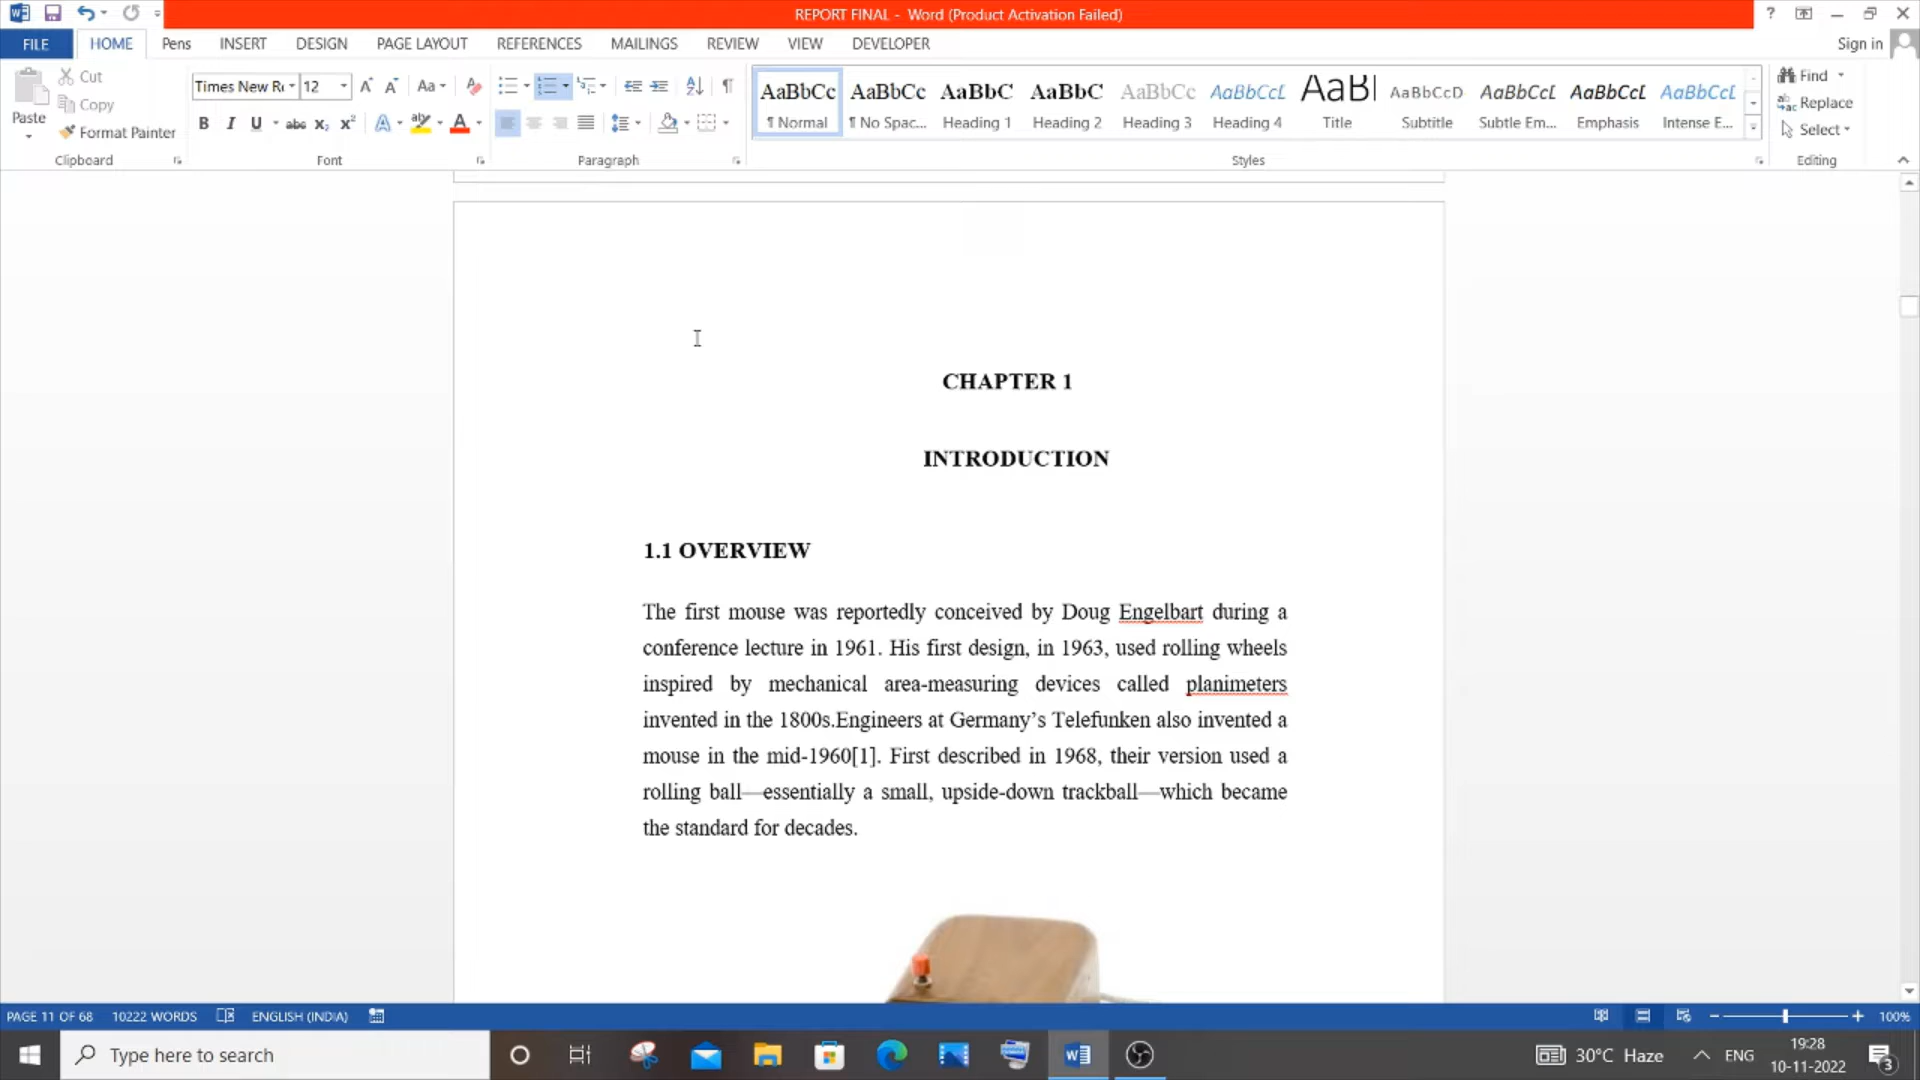 REPORT FINAL - Word (Product Activation Failed)
FILE HOME Pens INSERT DESIGN PAGE LAYOUT REFERENCES MAILINGS REVIEW VIEW DEVELOPER Sign in
Paste
Cut
Copy
Format Painter
Clipboard
Times New R 12
Font
Paragraph
AaBbCc AaBbCc AaBbC AaBbC AaBbCc AaBbCcL AaBl AaBbCcD AaBbCcL AaBbCcL AaBbCcL
¶ Normal ¶ No Spac... Heading 1 Heading 2 Heading 3 Heading 4 Title Subtitle Subtle Em... Emphasis Intense E...
Styles
Find
Replace
Select
Editing
CHAPTER 1
INTRODUCTION
1.1 OVERVIEW
The first mouse was reportedly conceived by Doug Engelbart during a
conference lecture in 1961. His first design, in 1963, used rolling wheels
inspired by mechanical area-measuring devices called planimeters
invented in the 1800s.Engineers at Germany’s Telefunken also invented a
mouse in the mid-1960[1]. First described in 1968, their version used a
rolling ball—essentially a small, upside-down trackball—which became
the standard for decades.
PAGE 11 OF 68 10222 WORDS ENGLISH (INDIA) 100%
Type here to search
30°C Haze ENG
19:28
10-11-2022
3